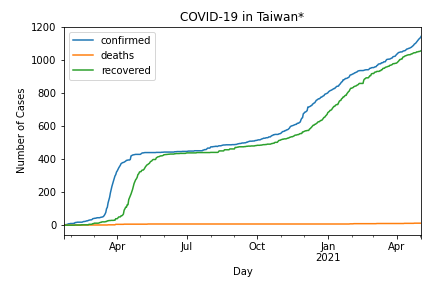 COVID-19 in Taiwan*
confirmed
deaths
recovered
Number of Cases
1200
1000
800
600
400
200
0
Apr
Jul
Oct
Jan
2021
Apr
Day